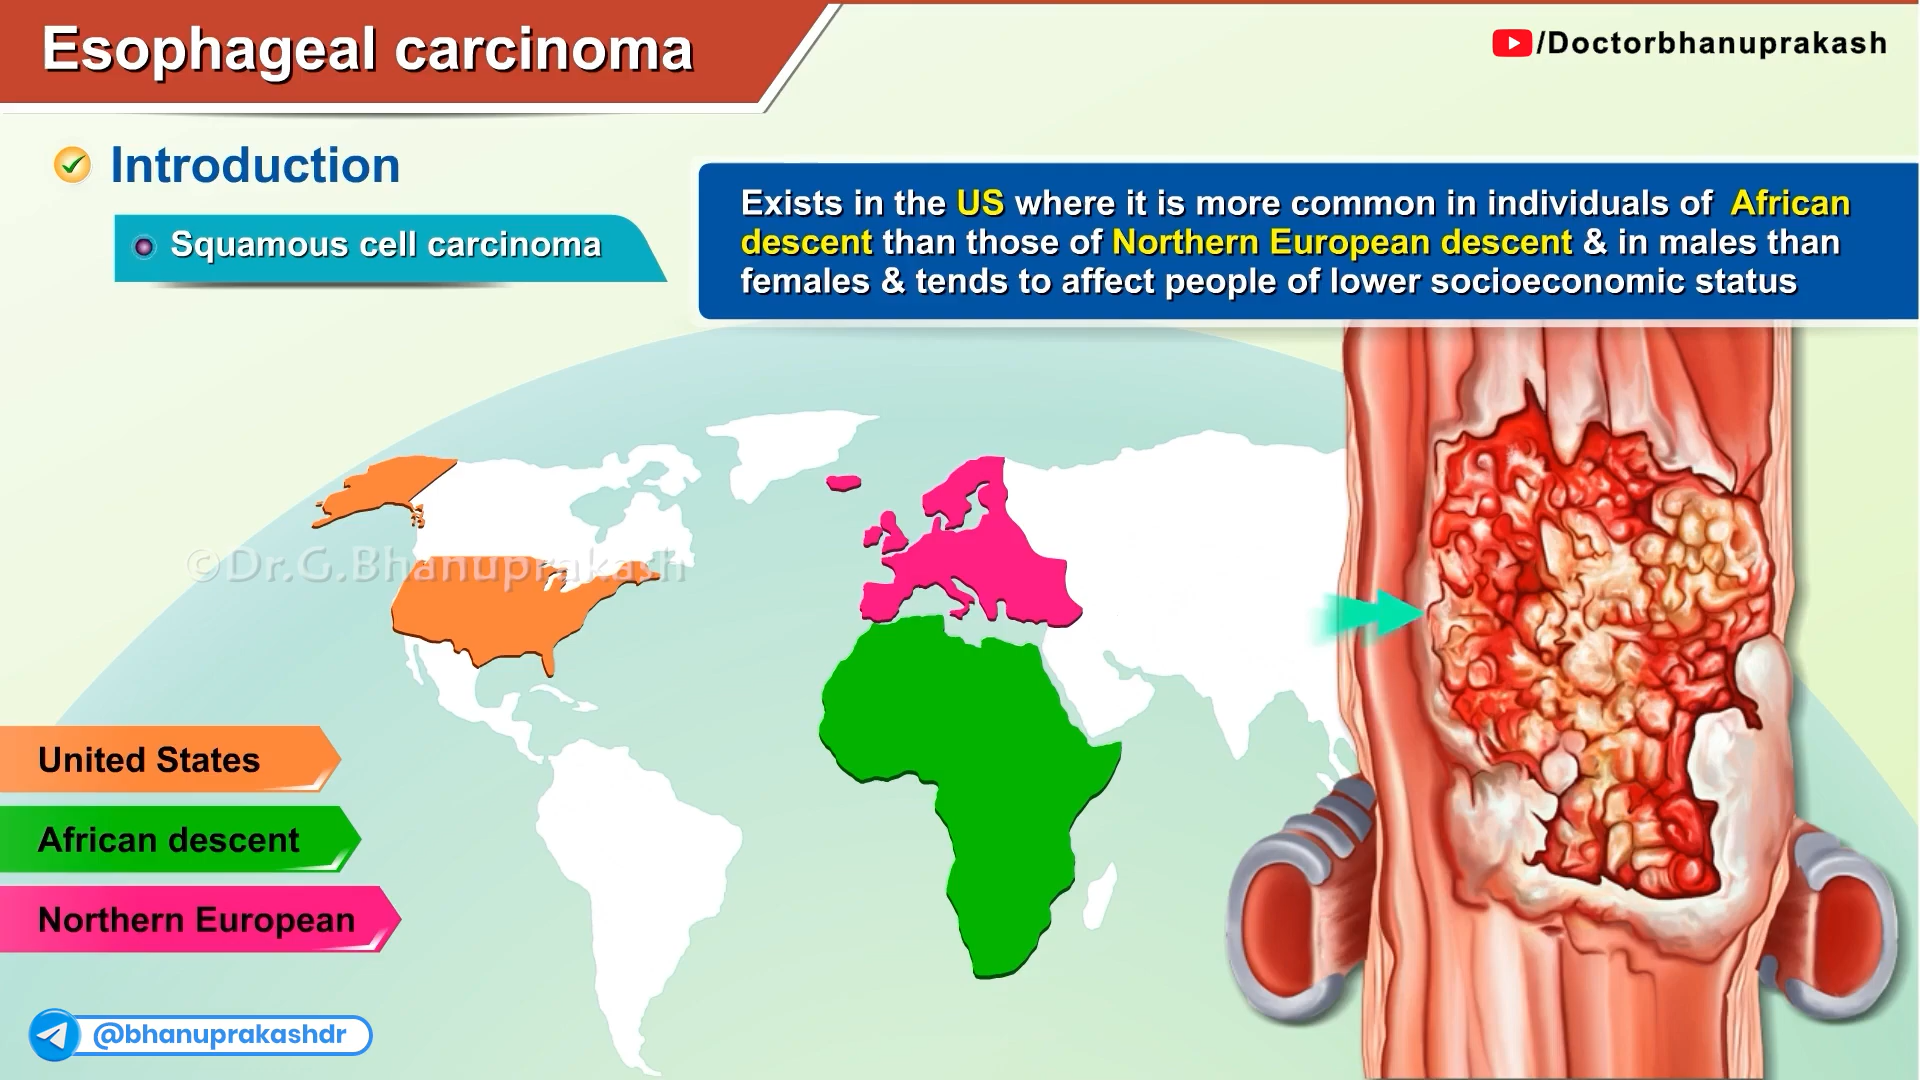 Esophageal carcinoma
/Doctorbhanuprakash
Introduction
Squamous cell carcinoma
Exists in the US where it is more common in individuals of African
descent than those of Northern European descent & in males than
females & tends to affect people of lower socioeconomic status
©Dr.G.Bhanuprakash
United States
African descent
Northern European
@bhanuprakashdr